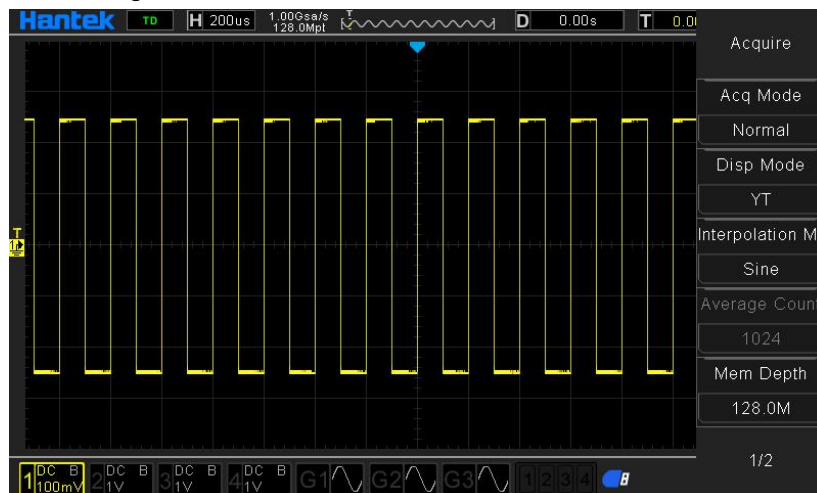 Hantek TD H 200us 1.00Gsa/s 128.0Mpt T D 0.00s T 0.0
Acquire
Acq Mode
Normal
Disp Mode
YT
T
1
Interpolation M
Sine
Average Coun
1024
Mem Depth
128.0M
1/2
1 DC B 100mV 2 DC B 1V 3 DC B 1V 4 DC B 1V G1 G2 G3 1 2 3 4